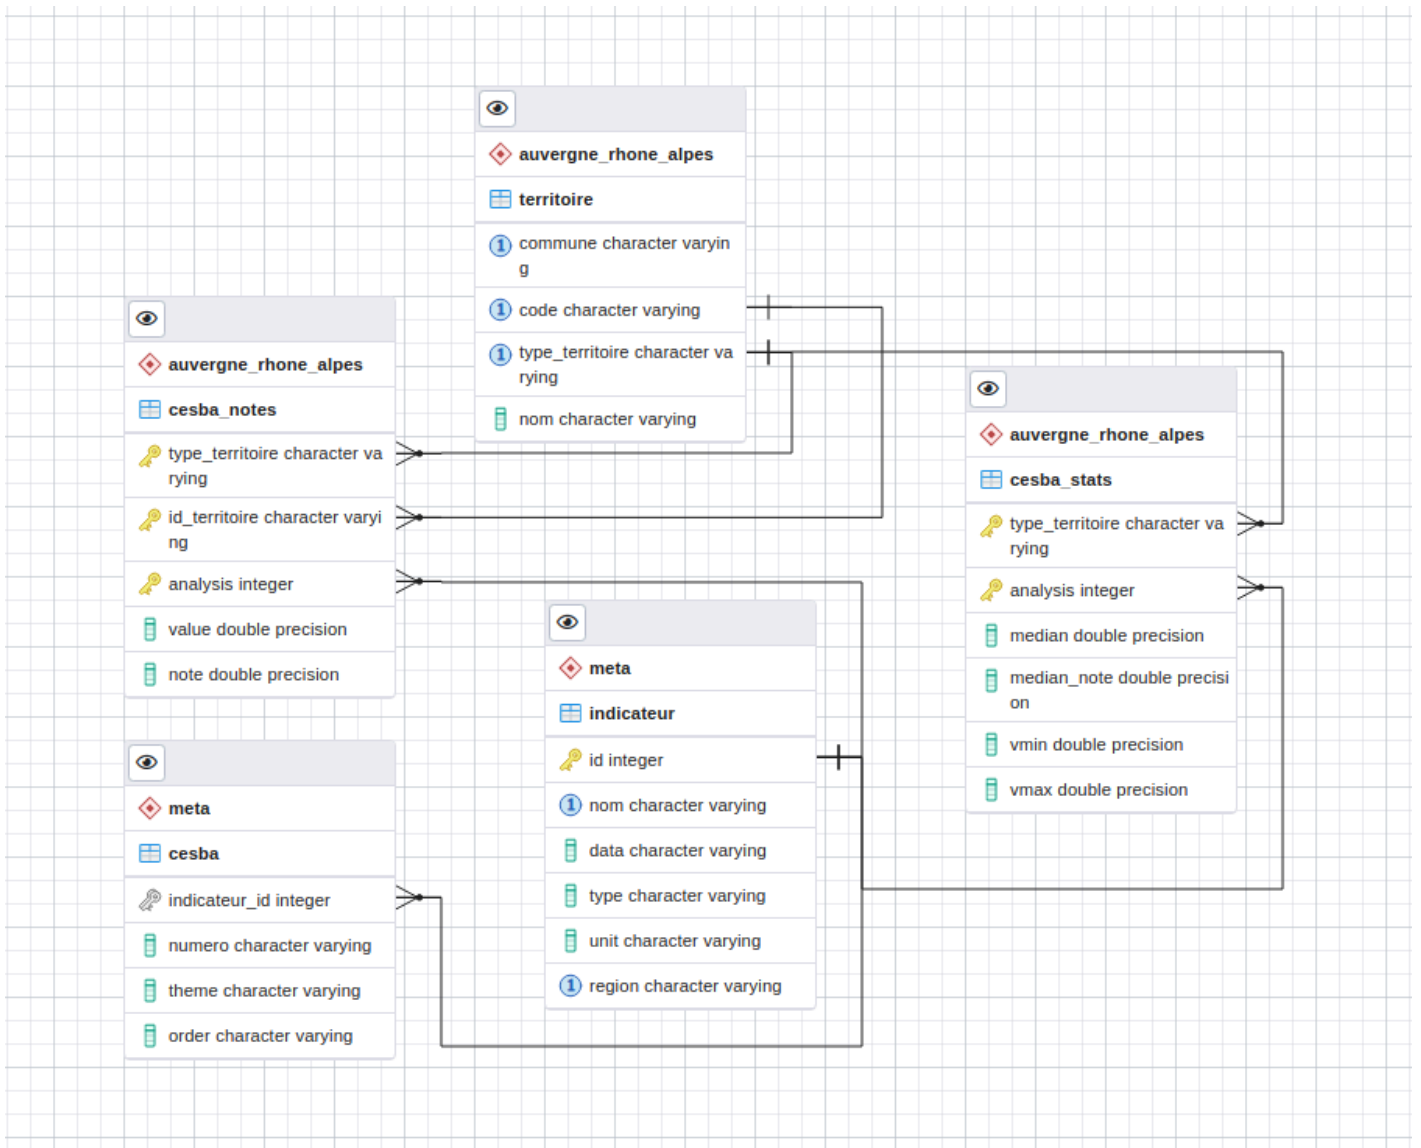 auvergne_rhone_alpes
territoire
commune character varyin
g
code character varying
type_territoire character va
rying
nom character varying
auvergne_rhone_alpes
cesba_notes
type_territoire character va
rying
id_territoire character varyi
ng
analysis integer
value double precision
note double precision
auvergne_rhone_alpes
cesba_stats
type_territoire character va
rying
analysis integer
median double precision
median_note double precisi
on
vmin double precision
vmax double precision
meta
indicateur
id integer
nom character varying
data character varying
type character varying
unit character varying
region character varying
meta
cesba
indicateur_id integer
numero character varying
theme character varying
order character varying